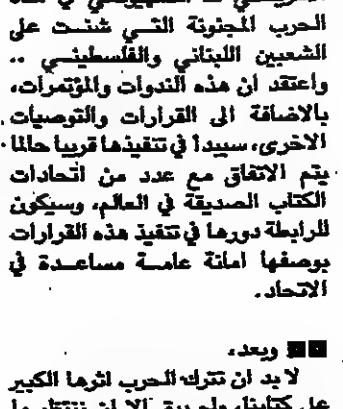 الحرب المجنونة التي شنت على
الشعبين اللبناني والفلسطيني ..
واعتقد ان هذه الندوات والمؤتمرات،
بالاضافة الى القرارات والتوصيات
الاخرى، سيبدأ في تنفيذها قريبا حالما
يتم الاتفاق مع عدد من اتحادات
الكتاب الصديقة في العالم، وسيكون
للرابطة دورها في تنفيذ هذه القرارات
بوصفها امانة عامة مساعدة في
الاتحاد.
■■ وبعد،
لا بد ان تترك الحرب اثرها الكبير
على كتابنا،